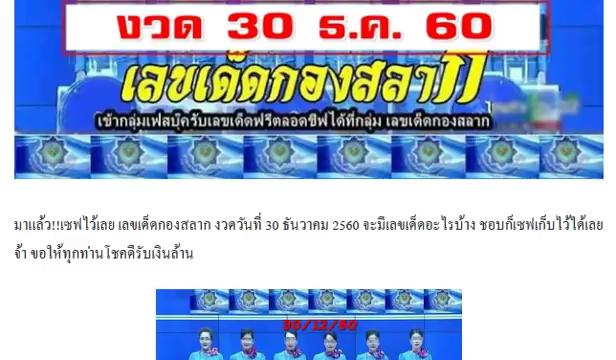 งวด 30 ธ.ค. 60
เลขเด็ดกองสลาก
เข้ากลุ่มเฟสบุ๊ครับเลขเด็ดฟรีตลอดชีพได้ที่กลุ่ม เลขเด็ดกองสลาก
มาแล้ว!!เซฟไว้เลย เลขเด็ดกองสลาก งวดวันที่ 30 ธันวาคม 2560 จะมีเลขเด็ดอะไรบ้าง ชอบก็เซฟเก็บไว้ได้เลย
จ้า ขอให้ทุกท่านโชคดีรับเงินล้าน
30/12/60